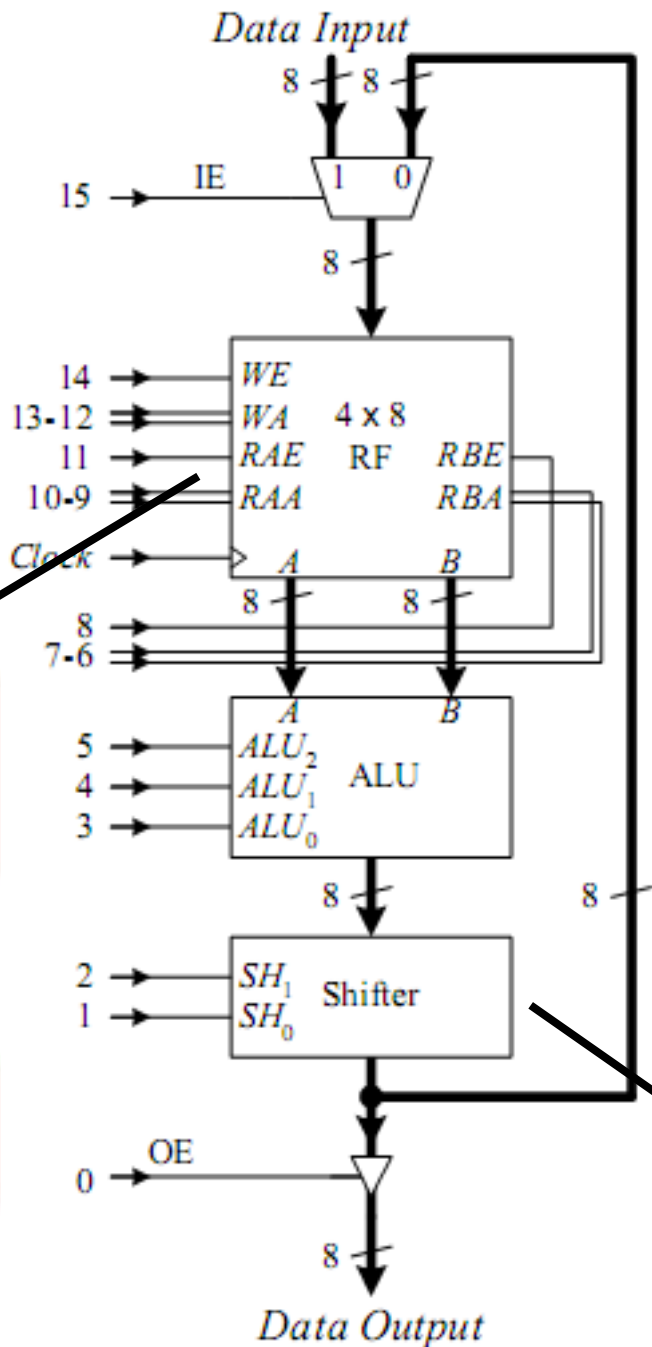 Data Input
8 8
1 0
15 IE
8
14 WE
13-12 WA 4 x 8
11 RAE RF RBE
10-9 RAA RBA
Clock A B
8 8
8
7-6
A B
5 ALU₂
4 ALU₁ ALU
3 ALU₀
8 8
2 SH₁ Shifter
1 SH₀
OE
0
8
Data Output